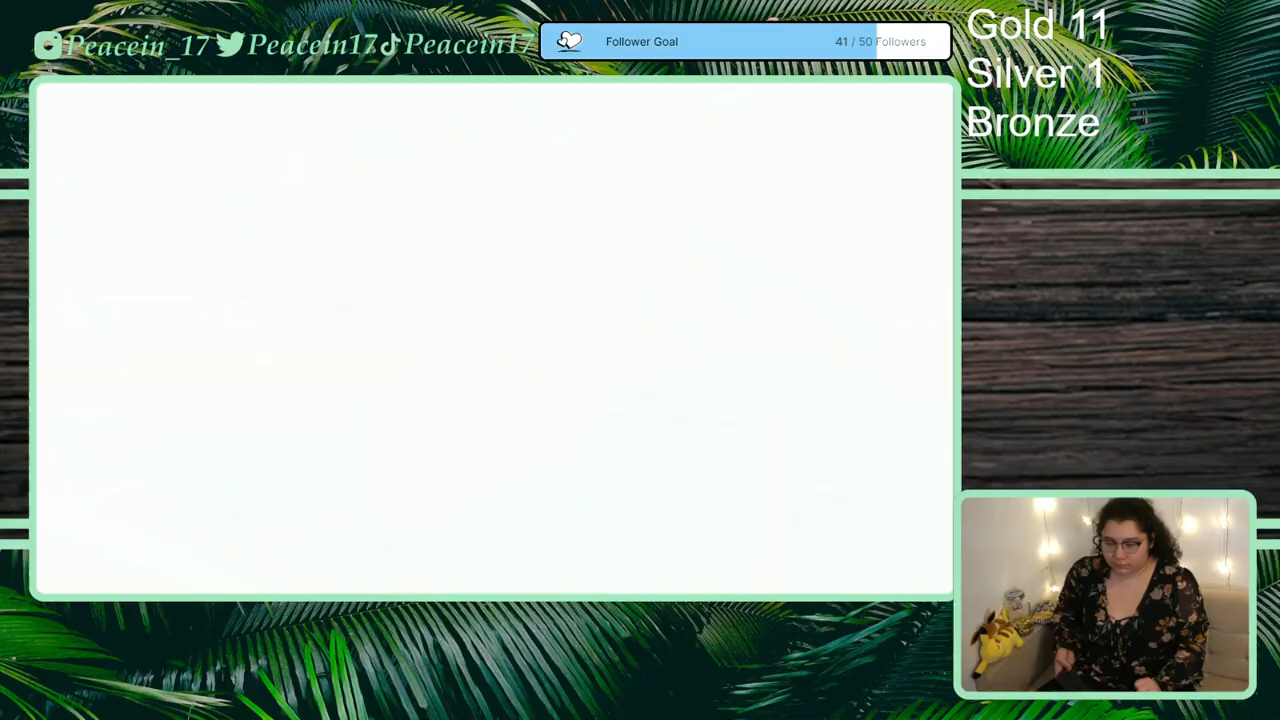 Peacein_17 Peacein17 Peacein17
Follower Goal 41 / 50 Followers
Gold 11
Silver 1
Bronze